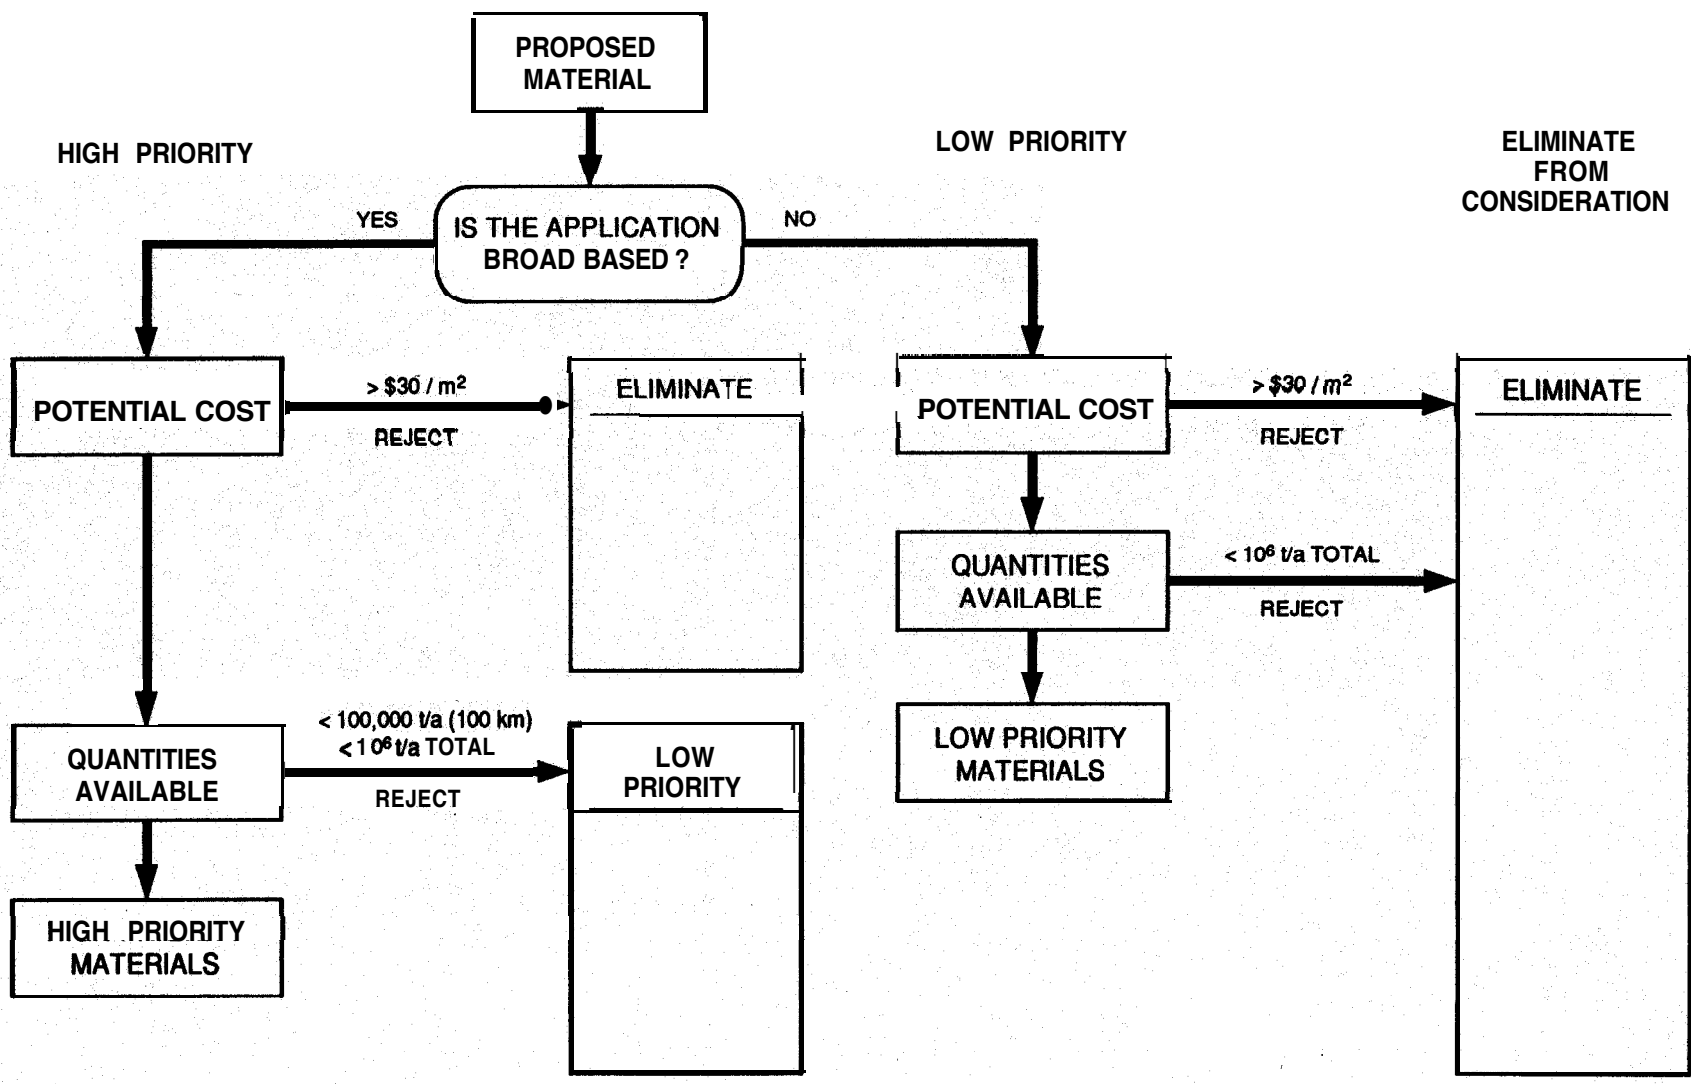 PROPOSED
MATERIAL
HIGH PRIORITY
LOW PRIORITY
ELIMINATE
FROM
CONSIDERATION
YES
IS THE APPLICATION
BROAD BASED ?
NO
POTENTIAL COST
> $30 / m²
REJECT
ELIMINATE
POTENTIAL COST
> $30 / m²
REJECT
ELIMINATE
QUANTITIES
AVAILABLE
< 10⁶ t/a TOTAL
REJECT
LOW PRIORITY
MATERIALS
QUANTITIES
AVAILABLE
< 100,000 t/a (100 km)
< 10⁶ t/a TOTAL
REJECT
LOW
PRIORITY
HIGH PRIORITY
MATERIALS